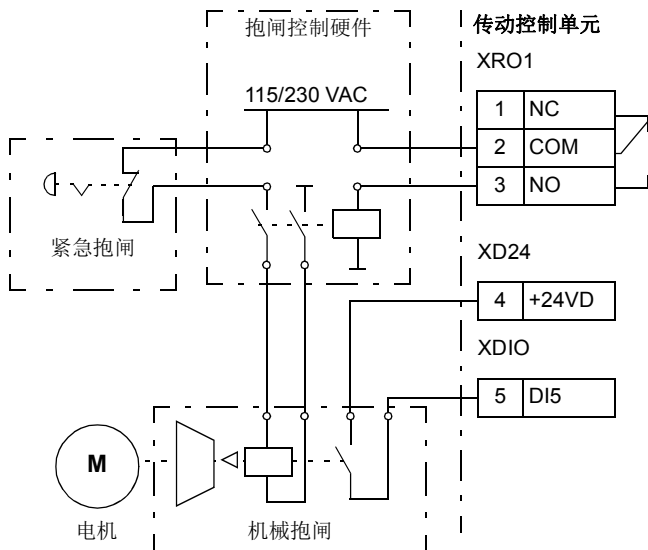 抱闸控制硬件
传动控制单元
XRO1
115/230 VAC
1 NC
2 COM
3 NO
紧急抱闸
XD24
4 +24VD
XDIO
5 DI5
M
电机
机械抱闸